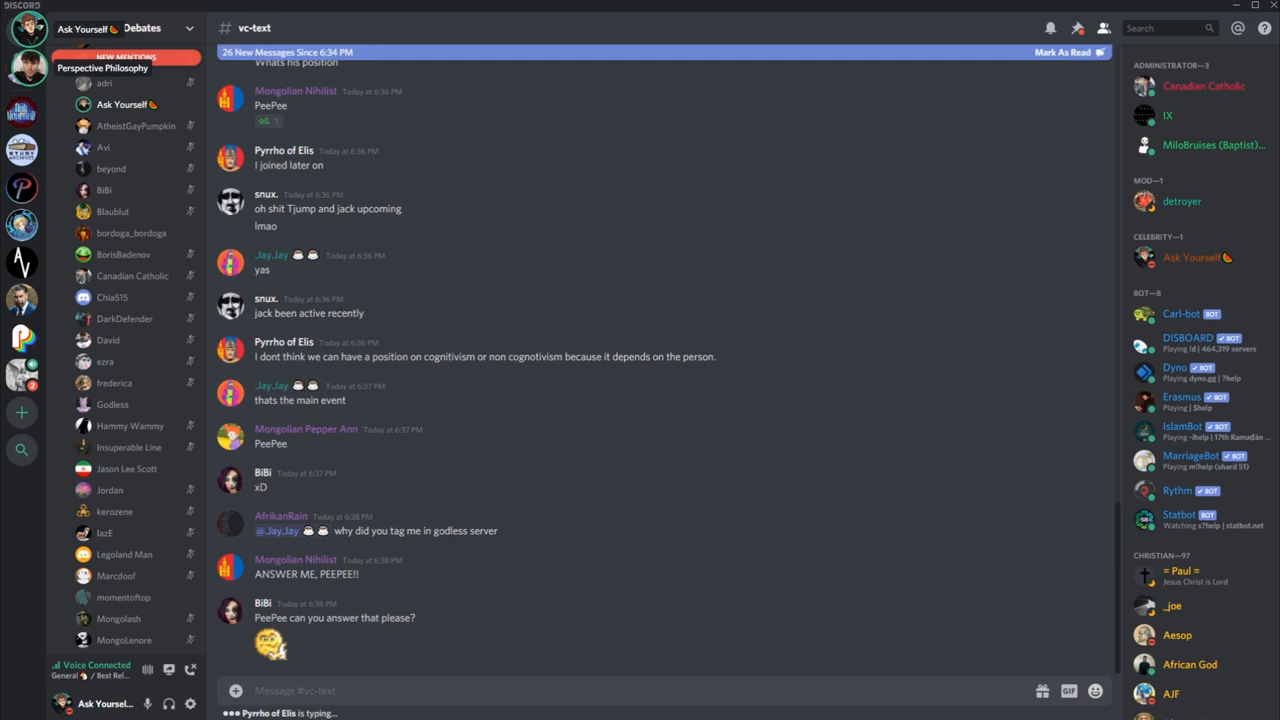 DISCORD
Ask Yourself 🍉
Debates
Perspective Philosophy
NEW MENTIONS
adri
Ask Yourself 🍉
AtheistGayPumpkin
Avi
beyond
BiBi
Blaublut
bordoga_bordoga
BorisBadenov
Canadian Catholic
Chia515
DarkDefender
David
ezra
frederica
Godless
Hammy Wammy
Insuperable Line
Jason Lee Scott
Jordan
kerozene
lazE
Legoland Man
Marcdoof
momentoftop
Mongolash
MongoLenore
Voice Connected
General 🐴 / Best Rel...
Ask Yoursel...
2
# vc-text
Search
26 New Messages Since 6:34 PM
Mark As Read
Whats his position
Mongolian Nihilist Today at 6:36 PM
PeePee
1
Pyrrho of Elis Today at 6:36 PM
I joined later on
snux. Today at 6:36 PM
oh shit Tjump and jack upcoming
lmao
.Jay.Jay ☕ ☕ Today at 6:36 PM
yas
snux. Today at 6:36 PM
jack been active recently
Pyrrho of Elis Today at 6:36 PM
I dont think we can have a position on cognitivism or non cognotivism because it depends on the person.
.Jay.Jay ☕ ☕ Today at 6:37 PM
thats the main event
Mongolian Pepper Ann Today at 6:37 PM
PeePee
BiBi Today at 6:37 PM
xD
AfrikanRain Today at 6:38 PM
@.Jay.Jay ☕ ☕ why did you tag me in godless server
Mongolian Nihilist Today at 6:38 PM
ANSWER ME, PEEPEE!!
BiBi Today at 6:38 PM
PeePee can you answer that please?
Message #vc-text
GIF
Pyrrho of Elis is typing...
ADMINISTRATOR—3
Canadian Catholic
IX
MiloBruises (Baptist)...
MOD—1
detroyer
CELEBRITY—1
Ask Yourself 🍉
BOT—8
Carl-bot BOT
DISBOARD ✓ BOT
Playing !d | 464,319 servers
Dyno ✓ BOT
Playing dyno.gg | ?help
Erasmus ✓ BOT
Playing | $help
IslamBot ✓ BOT
Playing -ihelp | 17th Ramaḍān ...
MarriageBot ✓ BOT
Playing m!help (shard 51)
Rythm ✓ BOT
Statbot ✓ BOT
Watching s?help | statbot.net
CHRISTIAN—97
= Paul =
Jesus Christ is Lord
_joe
Aesop
African God
AJF